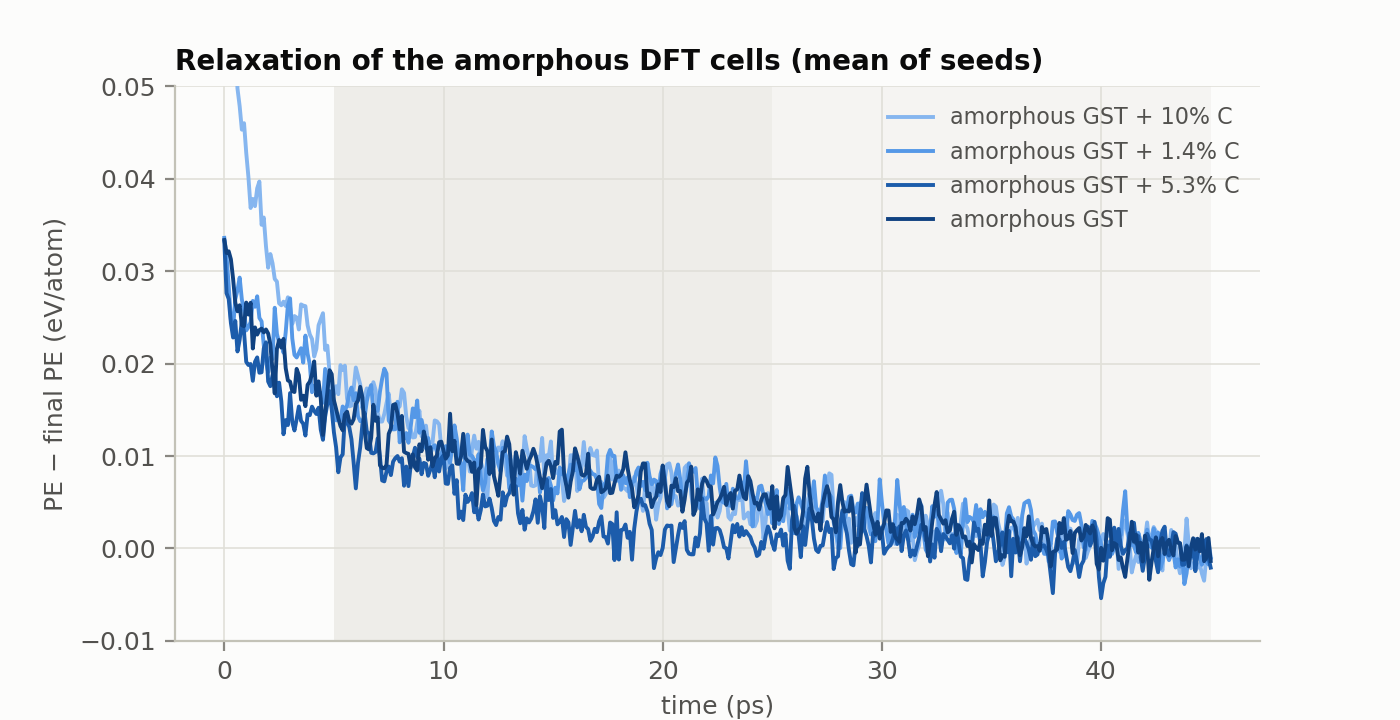 Relaxation of the amorphous DFT cells (mean of seeds)
0.05
0.04
0.03
0.02
0.01
0.00
−0.01
PE − final PE (eV/atom)
amorphous GST + 10% C
amorphous GST + 1.4% C
amorphous GST + 5.3% C
amorphous GST
0 10 20 30 40
time (ps)